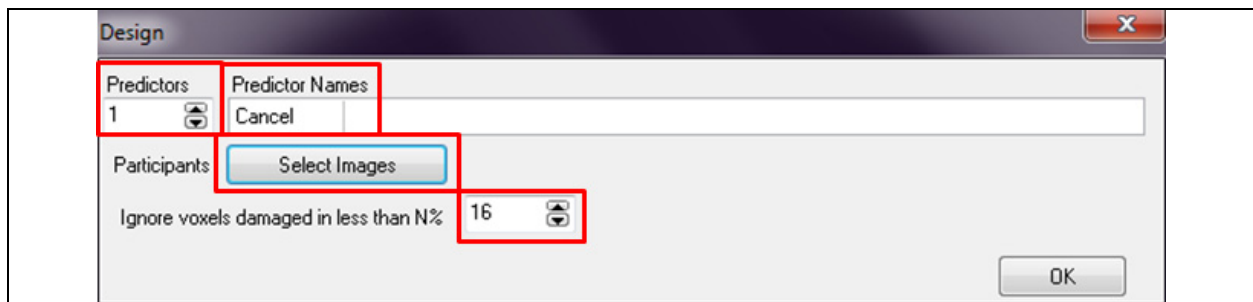 Design
Predictors Predictor Names
1 Cancel
Participants Select Images
Ignore voxels damaged in less than N% 16
OK